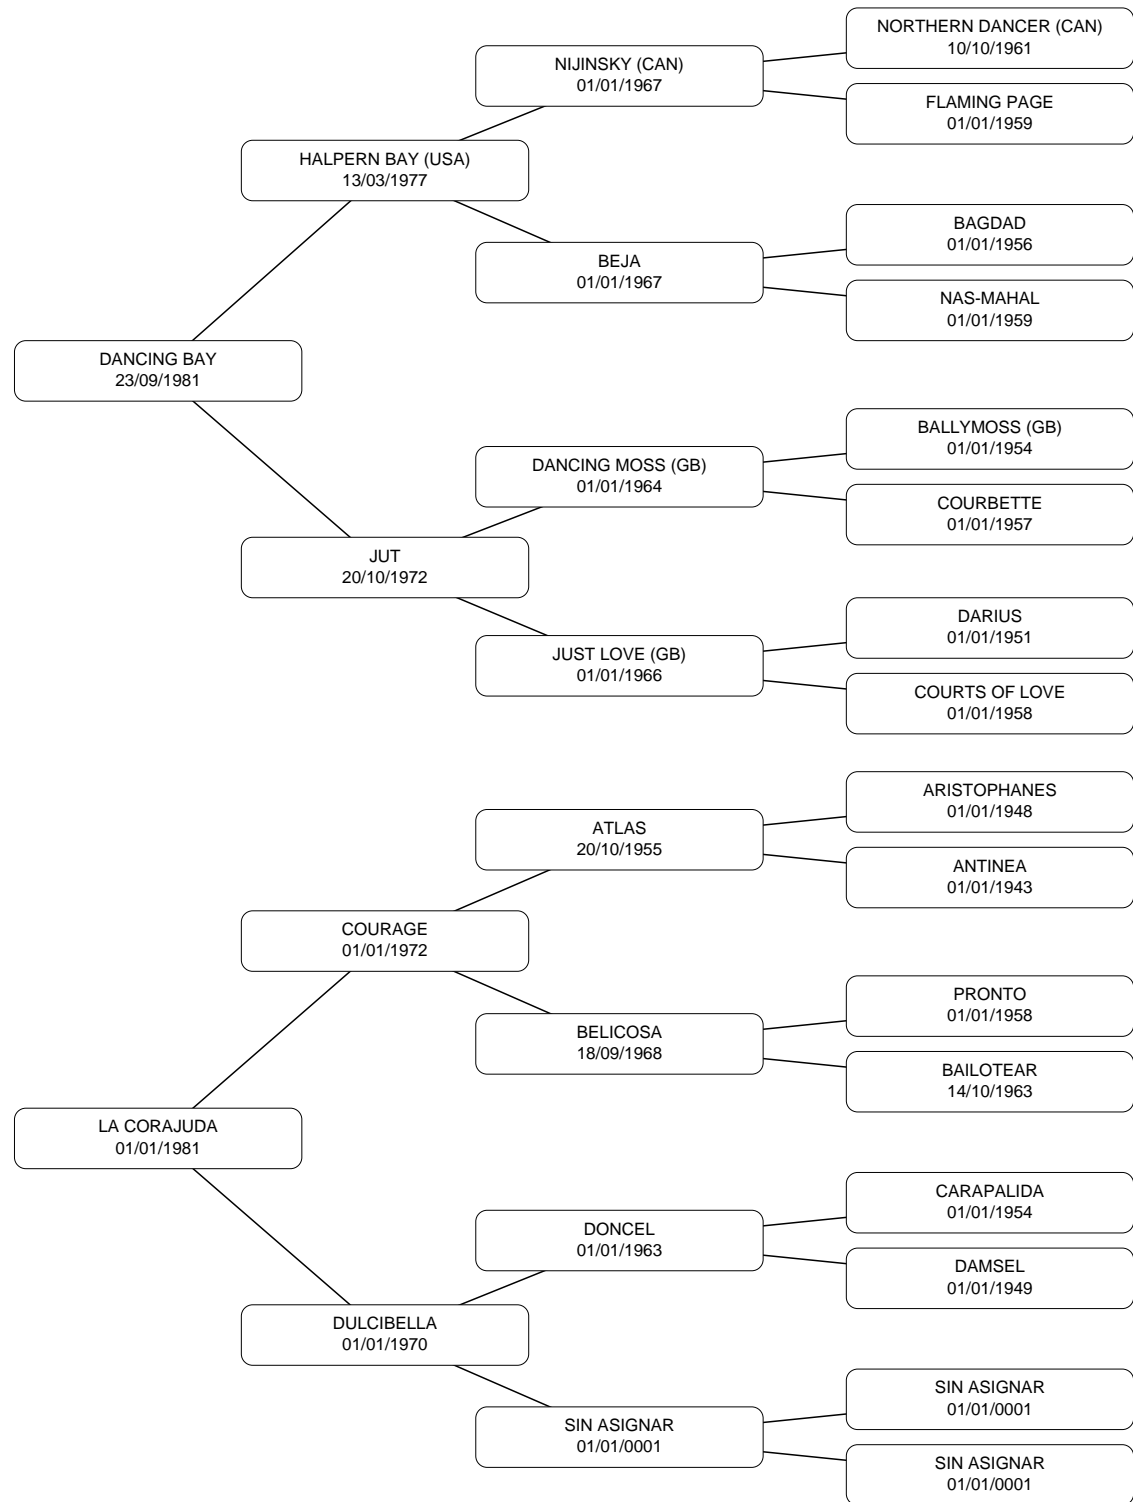 NORTHERN DANCER (CAN)
10/10/1961
NIJINSKY (CAN)
01/01/1967
FLAMING PAGE
01/01/1959
HALPERN BAY (USA)
13/03/1977
BAGDAD
01/01/1956
BEJA
01/01/1967
NAS-MAHAL
01/01/1959
DANCING BAY
23/09/1981
BALLYMOSS (GB)
01/01/1954
DANCING MOSS (GB)
01/01/1964
COURBETTE
01/01/1957
JUT
20/10/1972
DARIUS
01/01/1951
JUST LOVE (GB)
01/01/1966
COURTS OF LOVE
01/01/1958
ARISTOPHANES
01/01/1948
ATLAS
20/10/1955
ANTINEA
01/01/1943
COURAGE
01/01/1972
PRONTO
01/01/1958
BELICOSA
18/09/1968
BAILOTEAR
14/10/1963
LA CORAJUDA
01/01/1981
CARAPALIDA
01/01/1954
DONCEL
01/01/1963
DAMSEL
01/01/1949
DULCIBELLA
01/01/1970
SIN ASIGNAR
01/01/0001
SIN ASIGNAR
01/01/0001
SIN ASIGNAR
01/01/0001